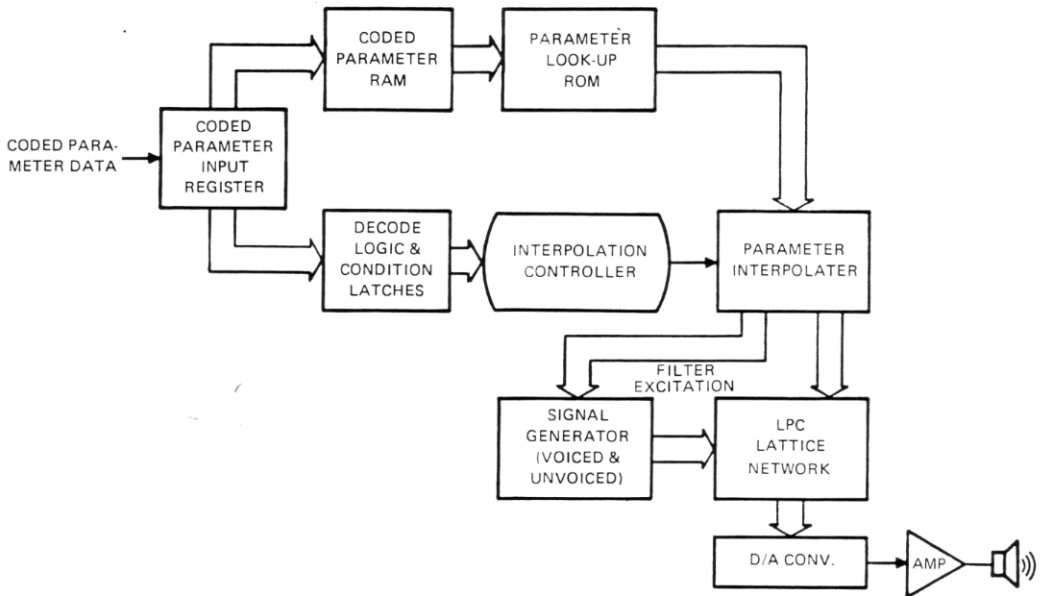 CODED
PARAMETER
RAM
PARAMETER
LOOK-UP
ROM
CODED PARA-
METER DATA
CODED
PARAMETER
INPUT
REGISTER
DECODE
LOGIC &
CONDITION
LATCHES
INTERPOLATION
CONTROLLER
PARAMETER
INTERPOLATER
FILTER
EXCITATION
SIGNAL
GENERATOR
(VOICED &
UNVOICED)
LPC
LATTICE
NETWORK
D/A CONV.
AMP